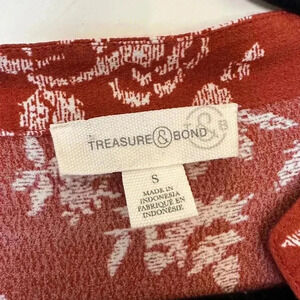 TREASURE & BOND
&
B
S
MADE IN
INDONESIA
FABRIQUÉ EN
INDONÉSIE